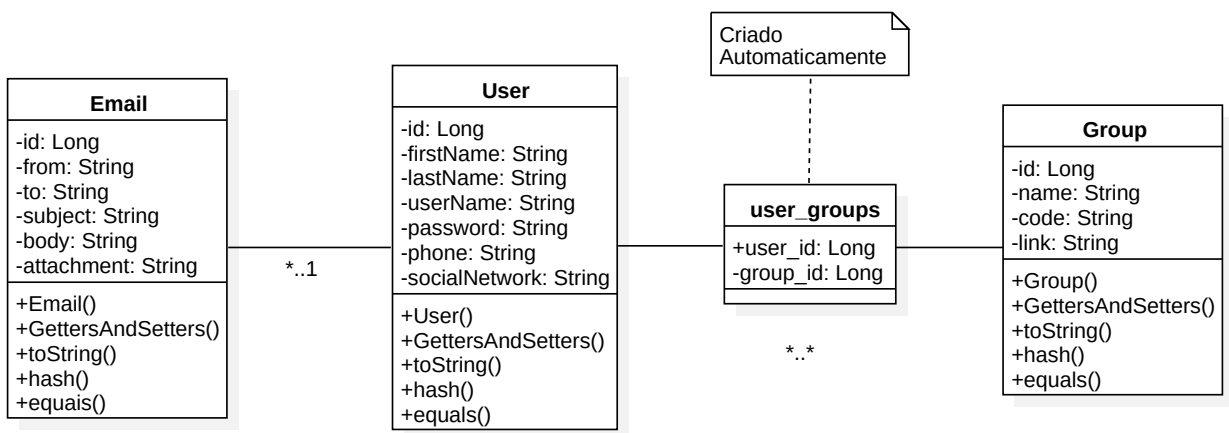 Email
-id: Long
-from: String
-to: String
-subject: String
-body: String
-attachment: String
+Email()
+GettersAndSetters()
+toString()
+hash()
+equais()
*..1
User
-id: Long
-firstName: String
-lastName: String
-userName: String
-password: String
-phone: String
-socialNetwork: String
+User()
+GettersAndSetters()
+toString()
+hash()
+equals()
Criado
Automaticamente
user_groups
+user_id: Long
-group_id: Long
*..*
Group
-id: Long
-name: String
-code: String
-link: String
+Group()
+GettersAndSetters()
+toString()
+hash()
+equals()